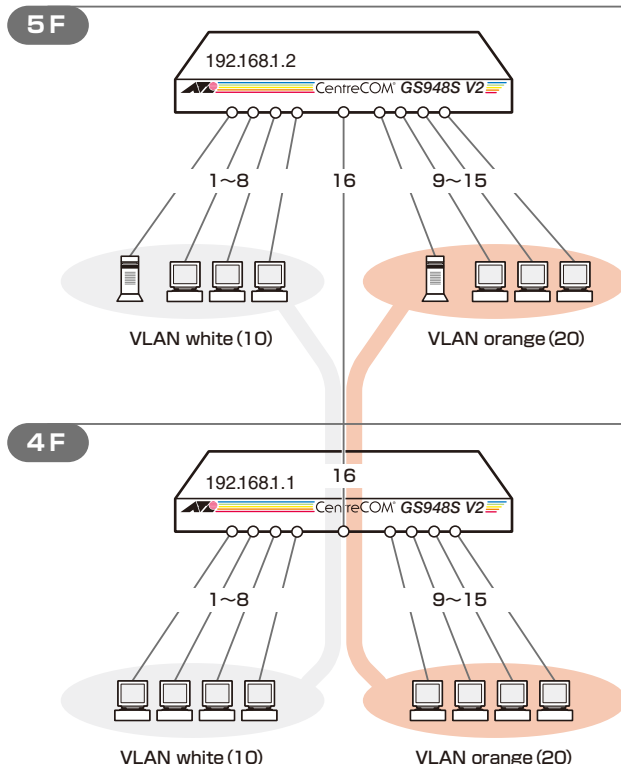 5F
192.168.1.2
CentreCOM® GS948S V2
1～8
16
9～15
VLAN white(10)
VLAN orange(20)
4F
192.168.1.1
16
CentreCOM® GS948S V2
1～8
9～15
VLAN white(10)
VLAN orange(20)